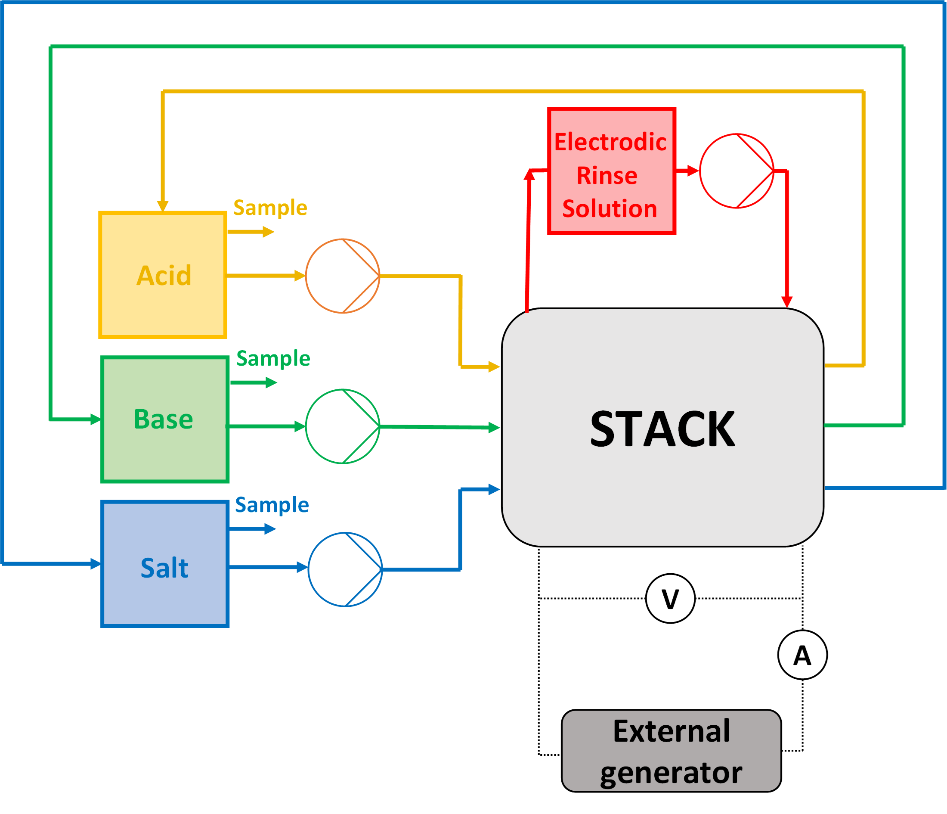 Electrodic
Rinse
Solution
Sample
Acid
Sample
Base
STACK
Sample
Salt
V
A
External
generator